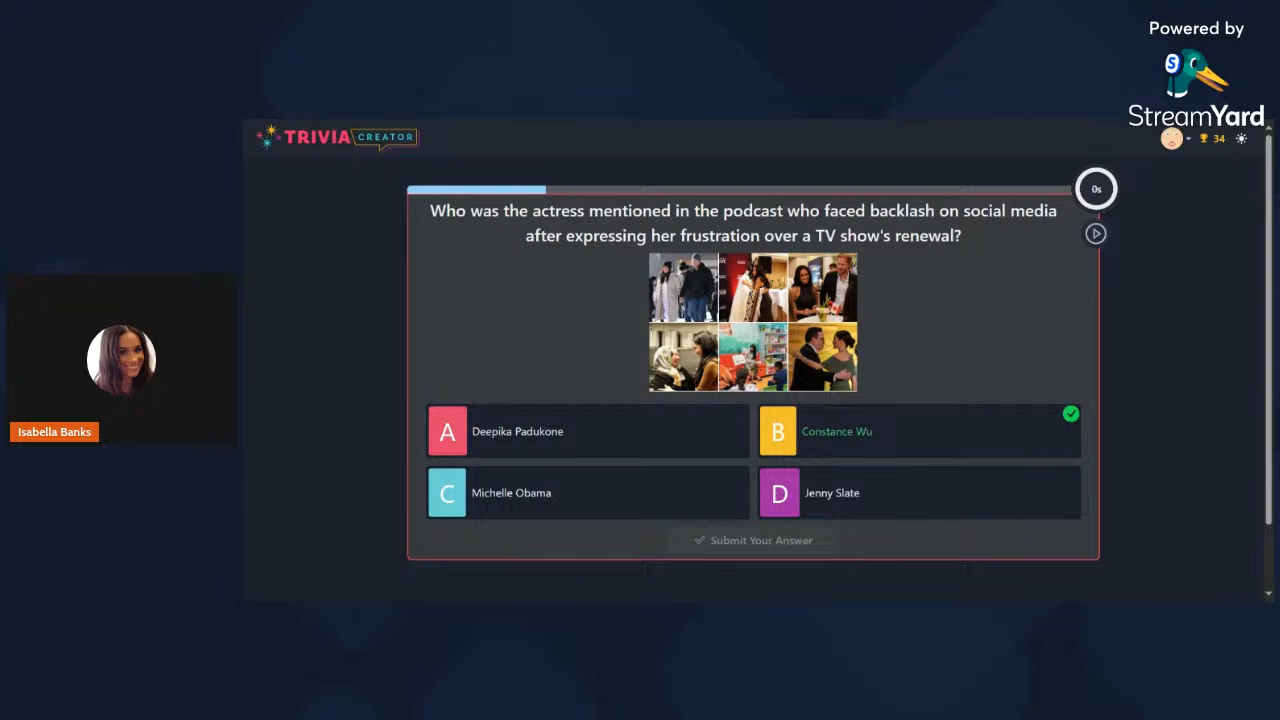 Powered by
StreamYard
TRIVIA CREATOR
34
0s
Who was the actress mentioned in the podcast who faced backlash on social media
after expressing her frustration over a TV show's renewal?
A Deepika Padukone
B Constance Wu
C Michelle Obama
D Jenny Slate
Submit Your Answer
Isabella Banks